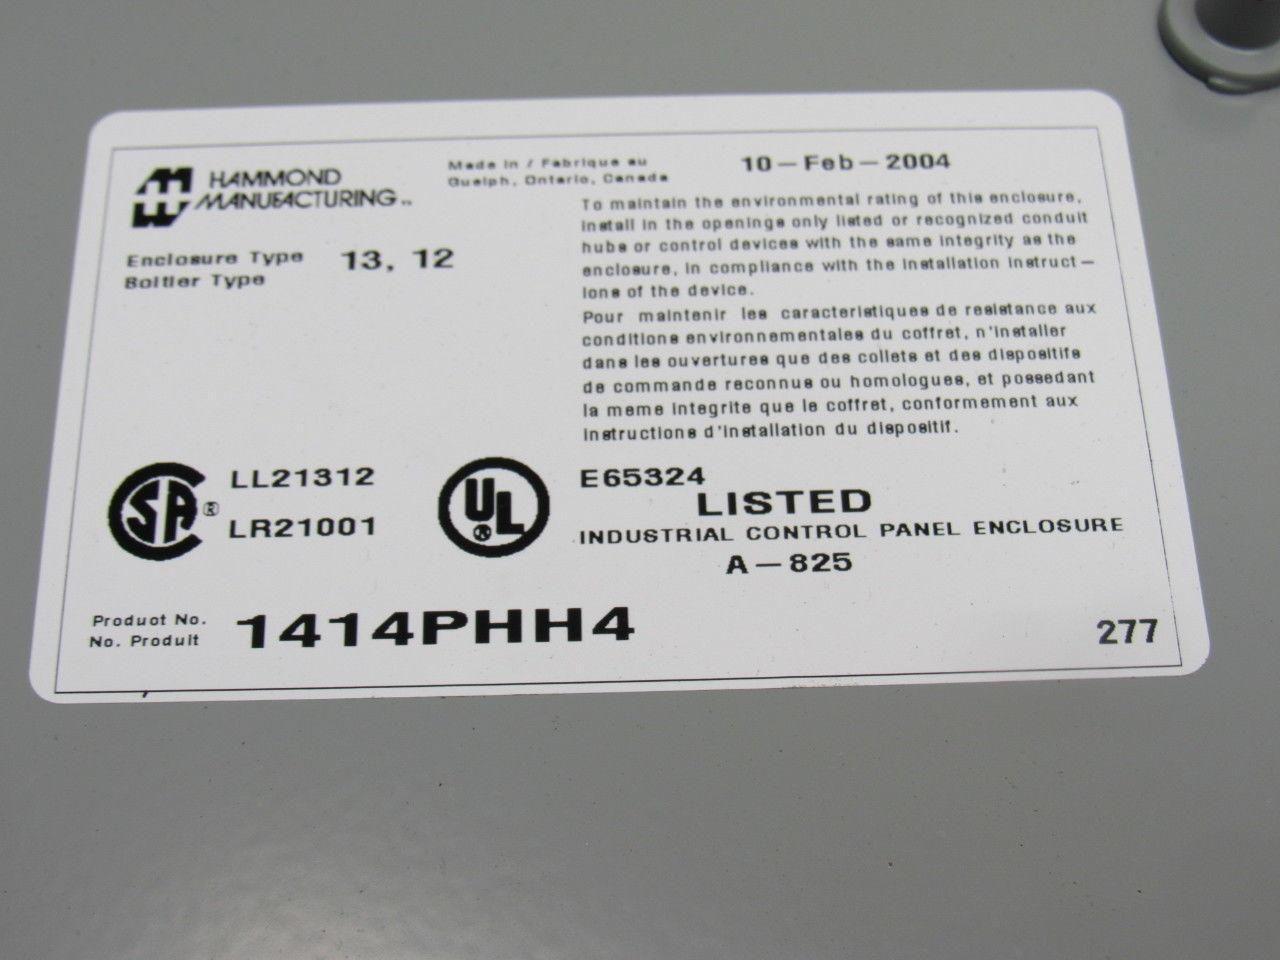 HAMMOND
MANUFACTURING™
Made in / Fabrique au
Guelph, Ontario, Canada
10-Feb-2004
Enclosure Type 13, 12
Boitier Type
To maintain the environmental rating of this enclosure,
install in the openings only listed or recognized conduit
hubs or control devices with the same integrity as the
enclosure, in compliance with the installation instruct-
ions of the device.
Pour maintenir les caracteristiques de resistance aux
conditions environnementales du coffret, n'installer
dans les ouvertures que des collets et des dispositifs
de commande reconnus ou homologues, et possedant
la meme integrite que le coffret, conformement aux
instructions d'installation du dispositif.
SA ® LL21312
LR21001
UL ® E65324
LISTED
INDUSTRIAL CONTROL PANEL ENCLOSURE
A-825
Product No.
No. Produit
1414PHH4
277